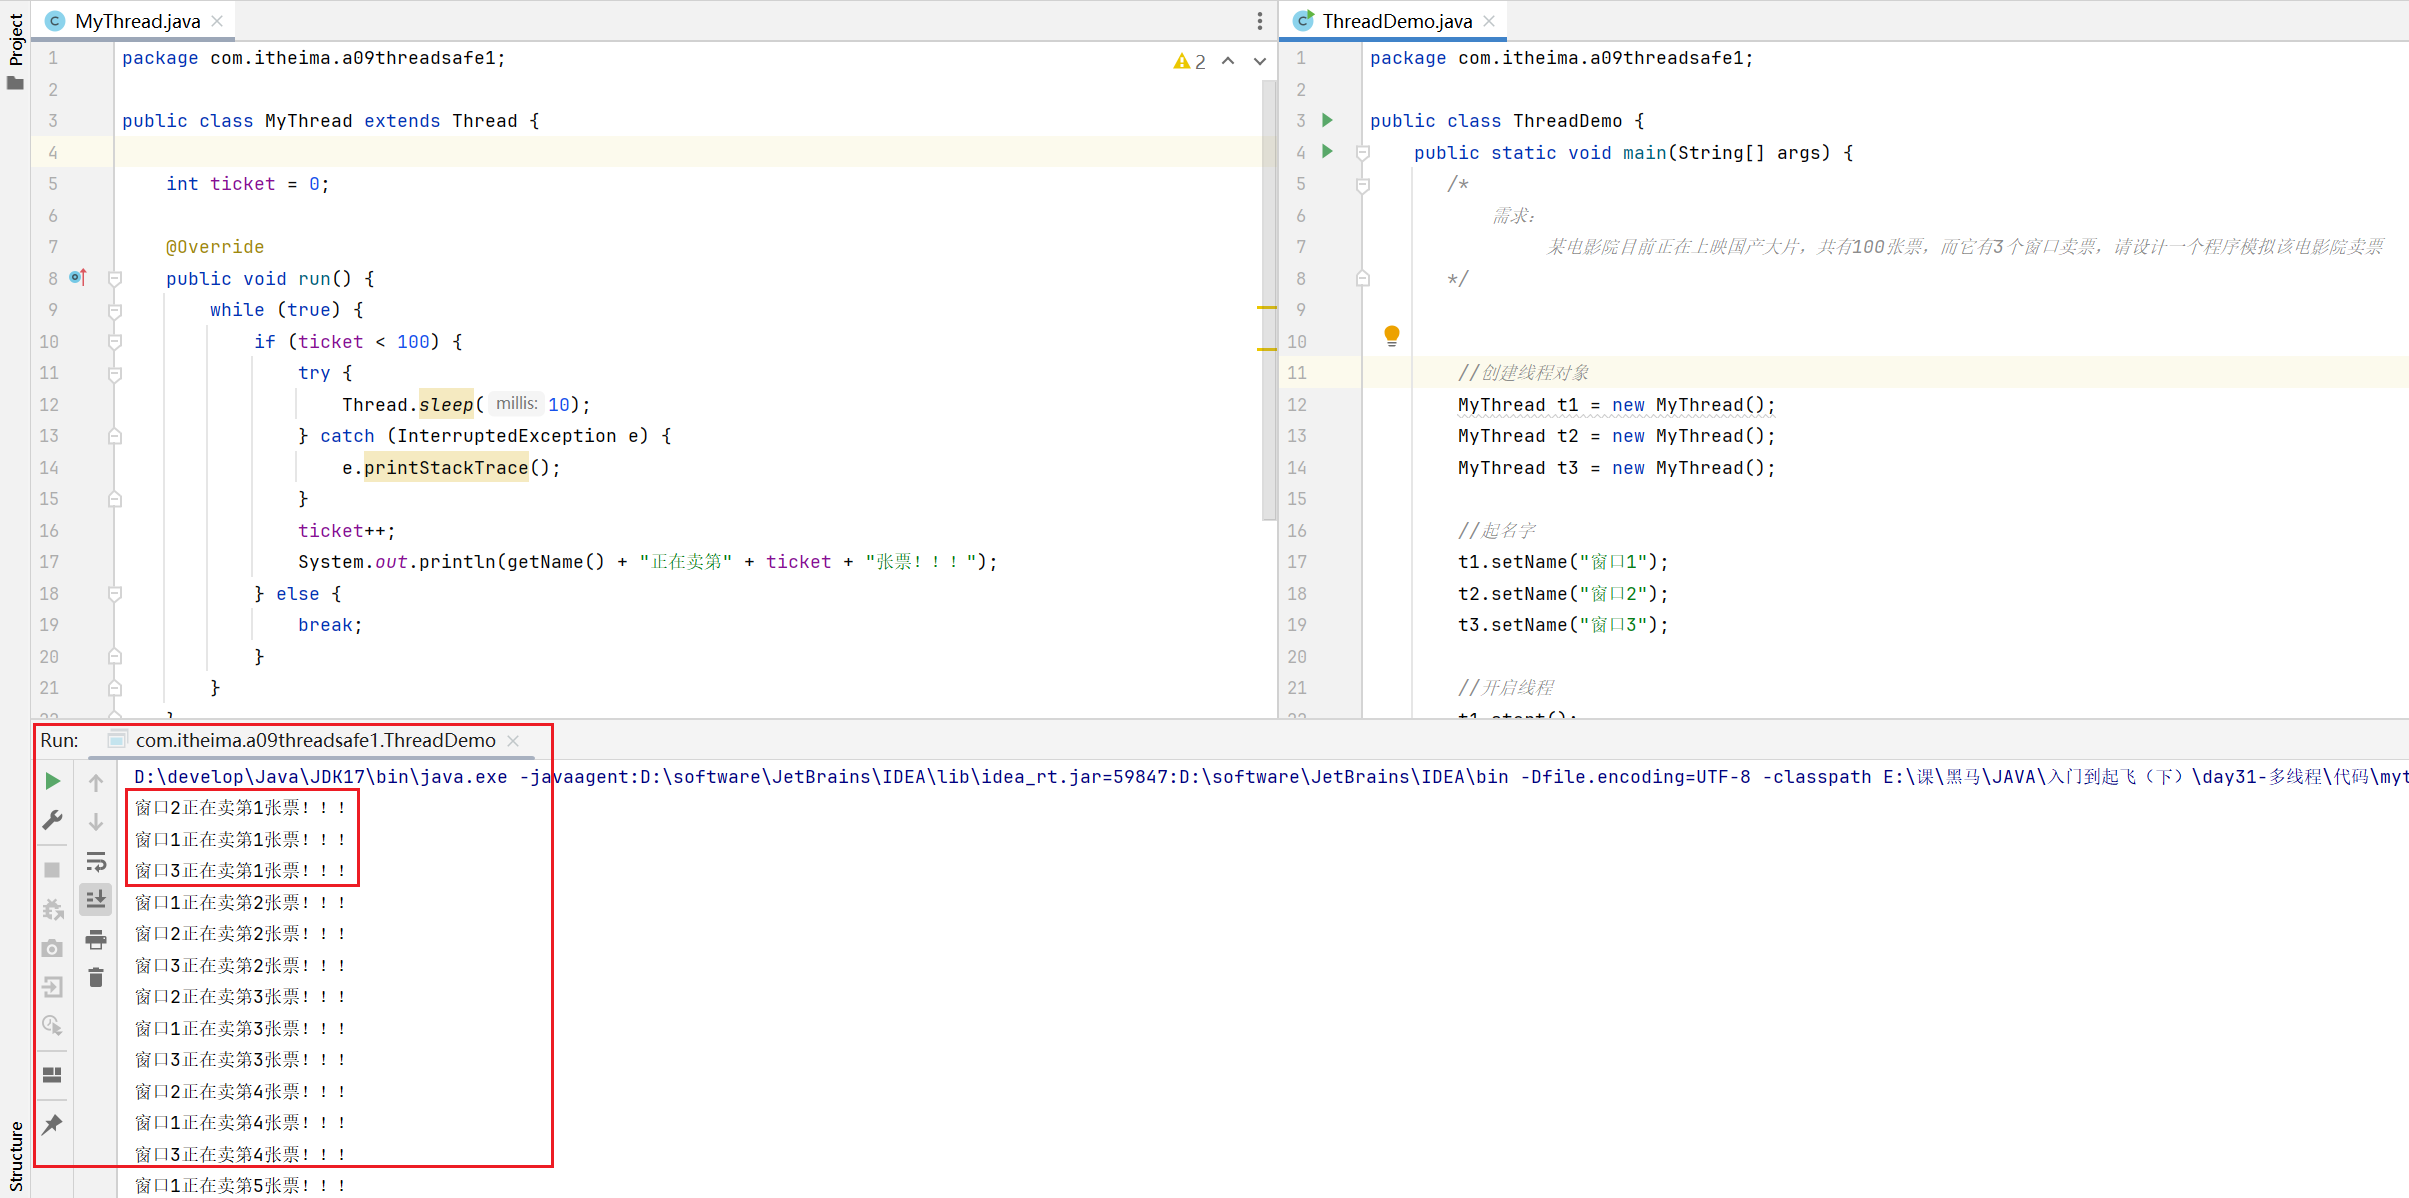 Project
MyThread.java
2
1 package com.itheima.a09threadsafe1;
2
3 public class MyThread extends Thread {
4
5 int ticket = 0;
6
7 @Override
8 public void run() {
9 while (true) {
10 if (ticket < 100) {
11 try {
12 Thread.sleep( millis: 10);
13 } catch (InterruptedException e) {
14 e.printStackTrace();
15 }
16 ticket++;
17 System.out.println(getName() + "正在卖第" + ticket + "张票！！！");
18 } else {
19 break;
20 }
21 }
ThreadDemo.java
1 package com.itheima.a09threadsafe1;
2
3 public class ThreadDemo {
4 public static void main(String[] args) {
5 /*
6 需求：
7 某电影院目前正在上映国产大片，共有100张票，而它有3个窗口卖票，请设计一个程序模拟该电影院卖票
8 */
9
10
11 //创建线程对象
12 MyThread t1 = new MyThread();
13 MyThread t2 = new MyThread();
14 MyThread t3 = new MyThread();
15
16 //起名字
17 t1.setName("窗口1");
18 t2.setName("窗口2");
19 t3.setName("窗口3");
20
21 //开启线程
22 t1.start();
Run: com.itheima.a09threadsafe1.ThreadDemo
D:\develop\Java\JDK17\bin\java.exe -javaagent:D:\software\JetBrains\IDEA\lib\idea_rt.jar=59847:D:\software\JetBrains\IDEA\bin -Dfile.encoding=UTF-8 -classpath E:\课\黑马\JAVA\入门到起飞（下）\day31-多线程\代码\myt
窗口2正在卖第1张票！！！
窗口1正在卖第1张票！！！
窗口3正在卖第1张票！！！
窗口1正在卖第2张票！！！
窗口2正在卖第2张票！！！
窗口3正在卖第2张票！！！
窗口2正在卖第3张票！！！
窗口1正在卖第3张票！！！
窗口3正在卖第3张票！！！
窗口2正在卖第4张票！！！
窗口1正在卖第4张票！！！
窗口3正在卖第4张票！！！
窗口1正在卖第5张票！！！
Structure